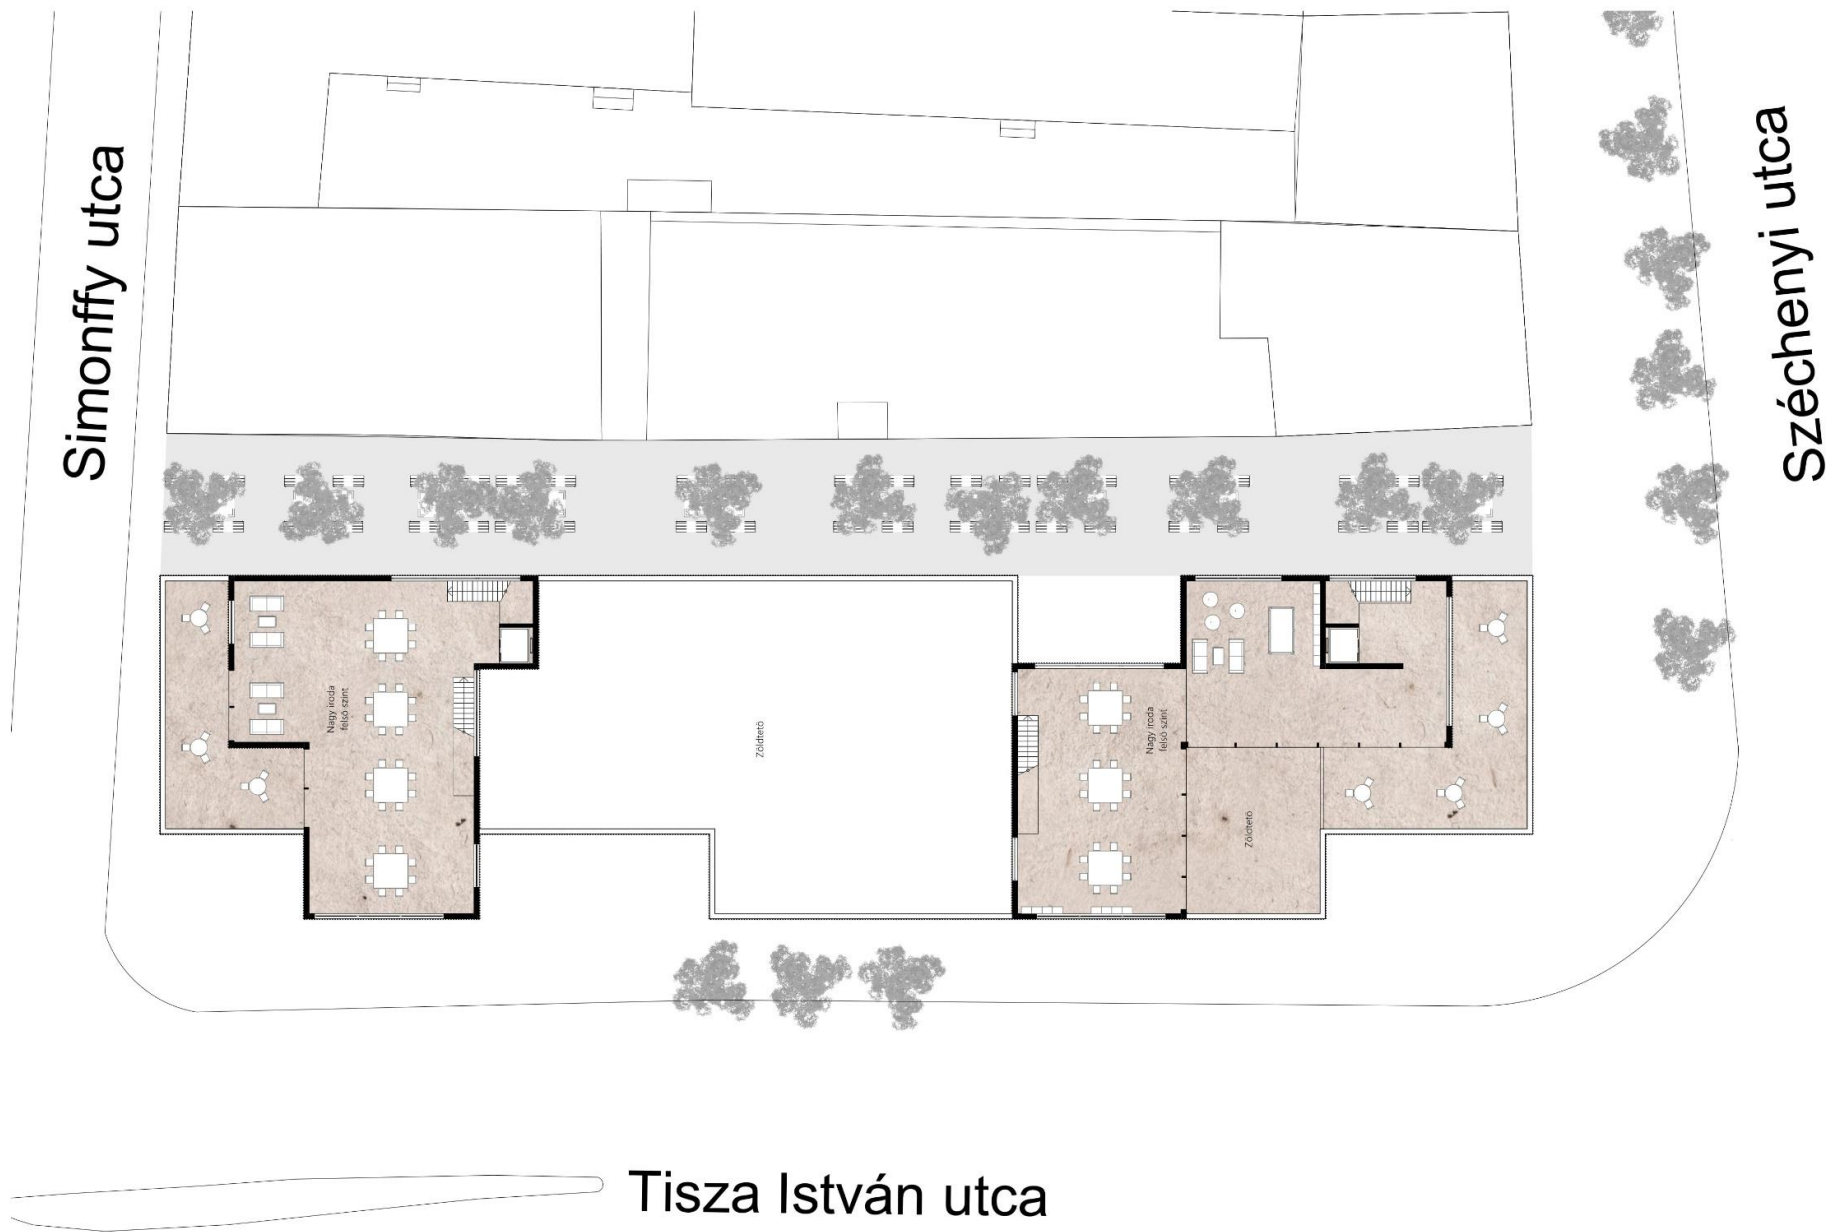 Simonffy utca
Széchenyi utca
Nagy iroda
felső szint
Zöldtető
Nagy iroda
felső szint
Zöldtető
Tisza István utca